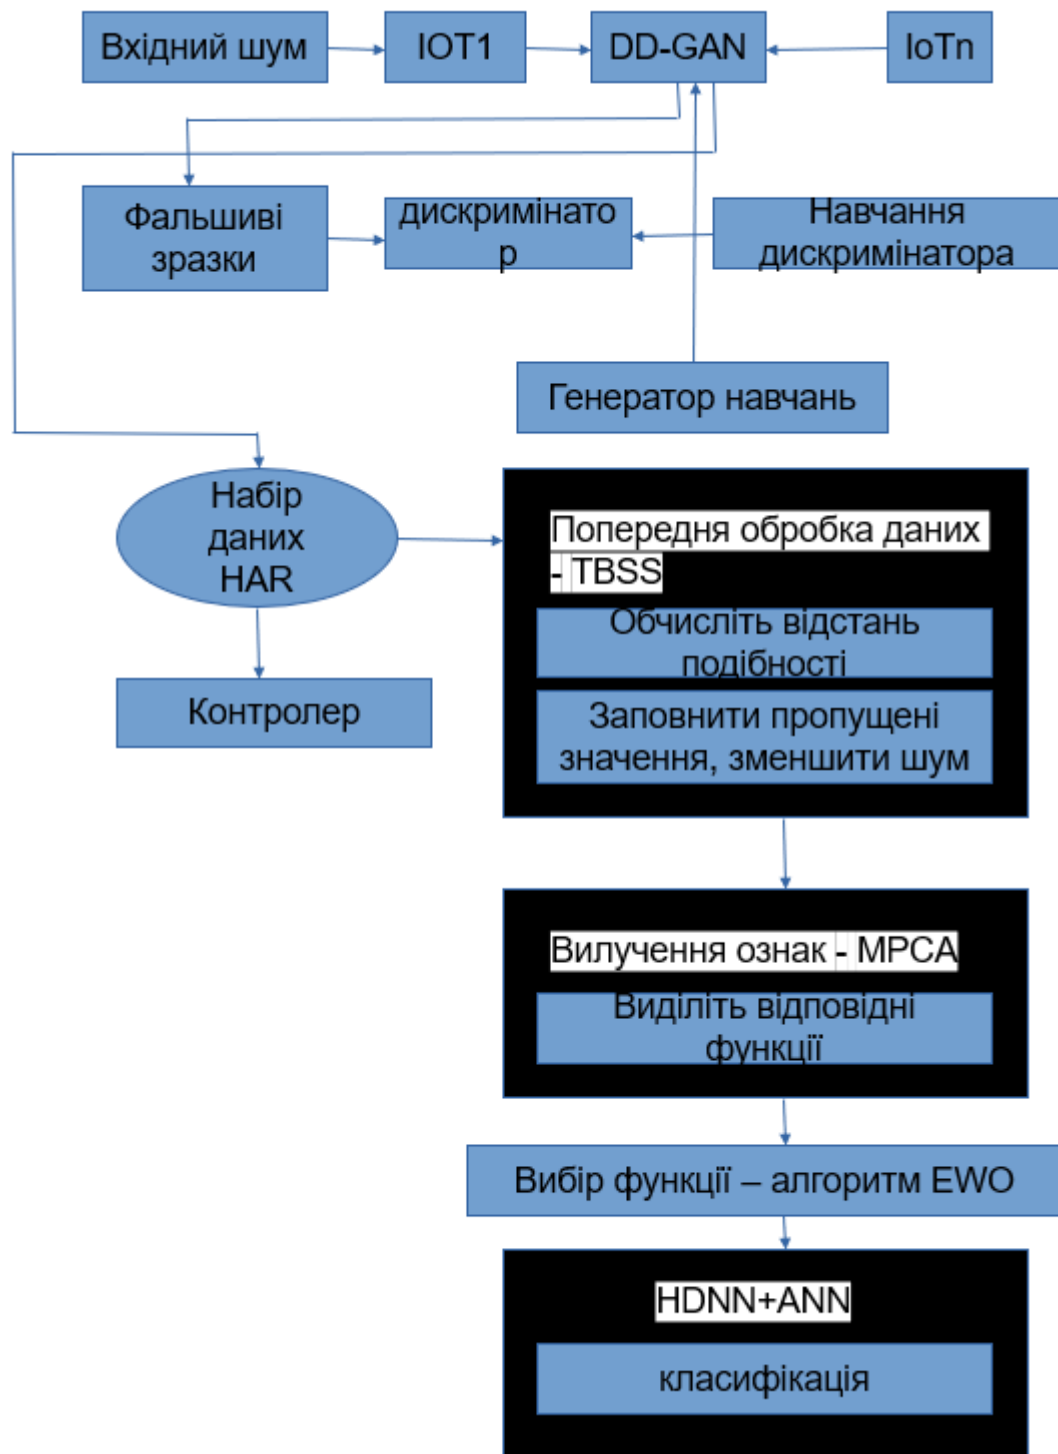 Вхідний шум
IOT1
DD-GAN
IoTn
Фальшиві
зразки
дискримінато
р
Навчання
дискримінатора
Генератор навчань
Набір
даних
HAR
Контролер
Попередня обробка даних
- TBSS
Обчисліть відстань
подібності
Заповнити пропущені
значення, зменшити шум
Вилучення ознак - MPCA
Виділіть відповідні
функції
Вибір функції – алгоритм EWO
HDNN+ANN
класифікація